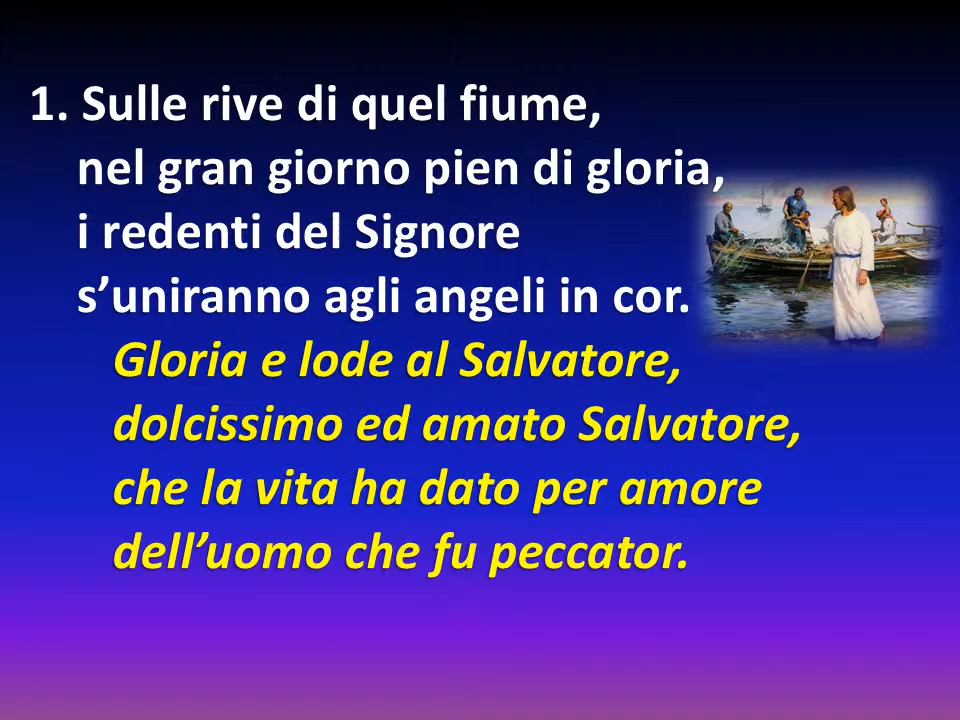 1. Sulle rive di quel fiume,
nel gran giorno pien di gloria,
i redenti del Signore
s’uniranno agli angeli in cor.
Gloria e lode al Salvatore,
dolcissimo ed amato Salvatore,
che la vita ha dato per amore
dell’uomo che fu peccator.